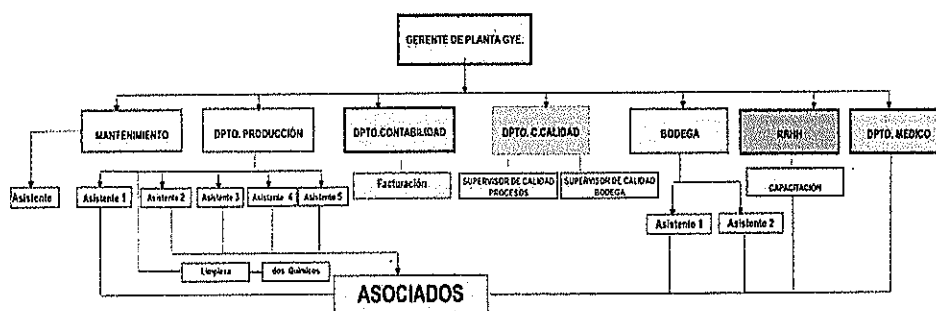 GERENTE DE PLANTA GYE.
MANTENIMIENTO
DPTO. PRODUCCIÓN
DPTO. CONTABILIDAD
DPTO. C.CALIDAD
BODEGA
RRHH
DPTO. MEDICO
Asistente
Asistente 1
Asistente 2
Asistente 3
Asistente 4
Asistente 5
Facturación
SUPERVISOR DE CALIDAD
PROCESOS
SUPERVISOR DE CALIDAD
BODEGA
CAPACITACIÓN
Asistente 1
Asistente 2
Limpieza
dos Químicos
ASOCIADOS